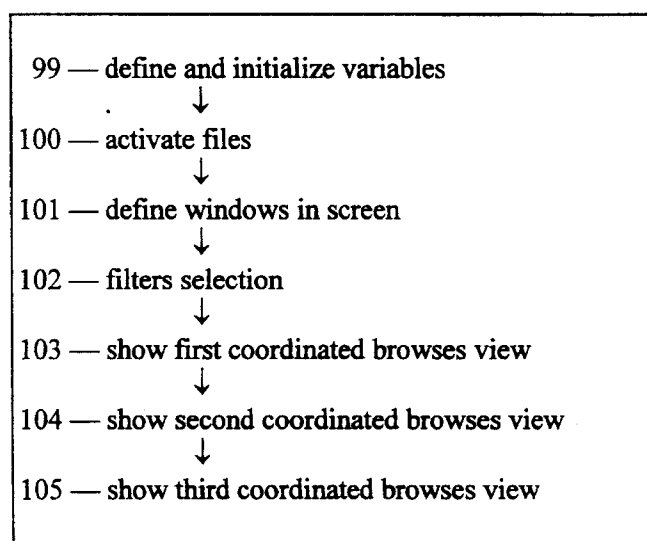 99 — define and initialize variables
↓
100 — activate files
↓
101 — define windows in screen
↓
102 — filters selection
↓
103 — show first coordinated browses view
↓
104 — show second coordinated browses view
↓
105 — show third coordinated browses view